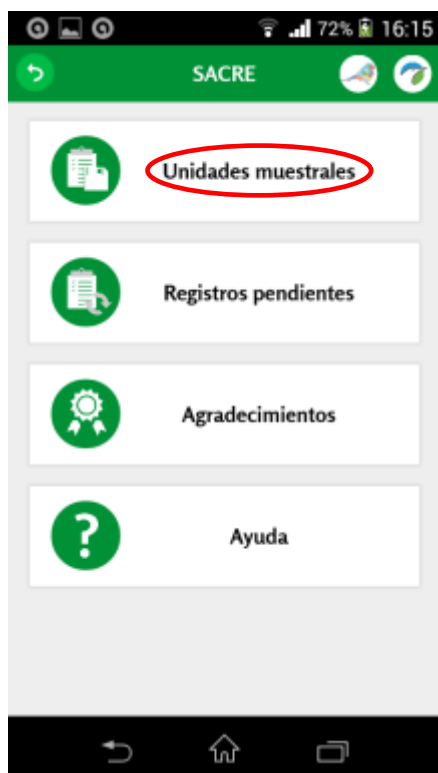 72% 16:15
SACRE
Unidades muestrales
Registros pendientes
Agradecimientos
?
Ayuda